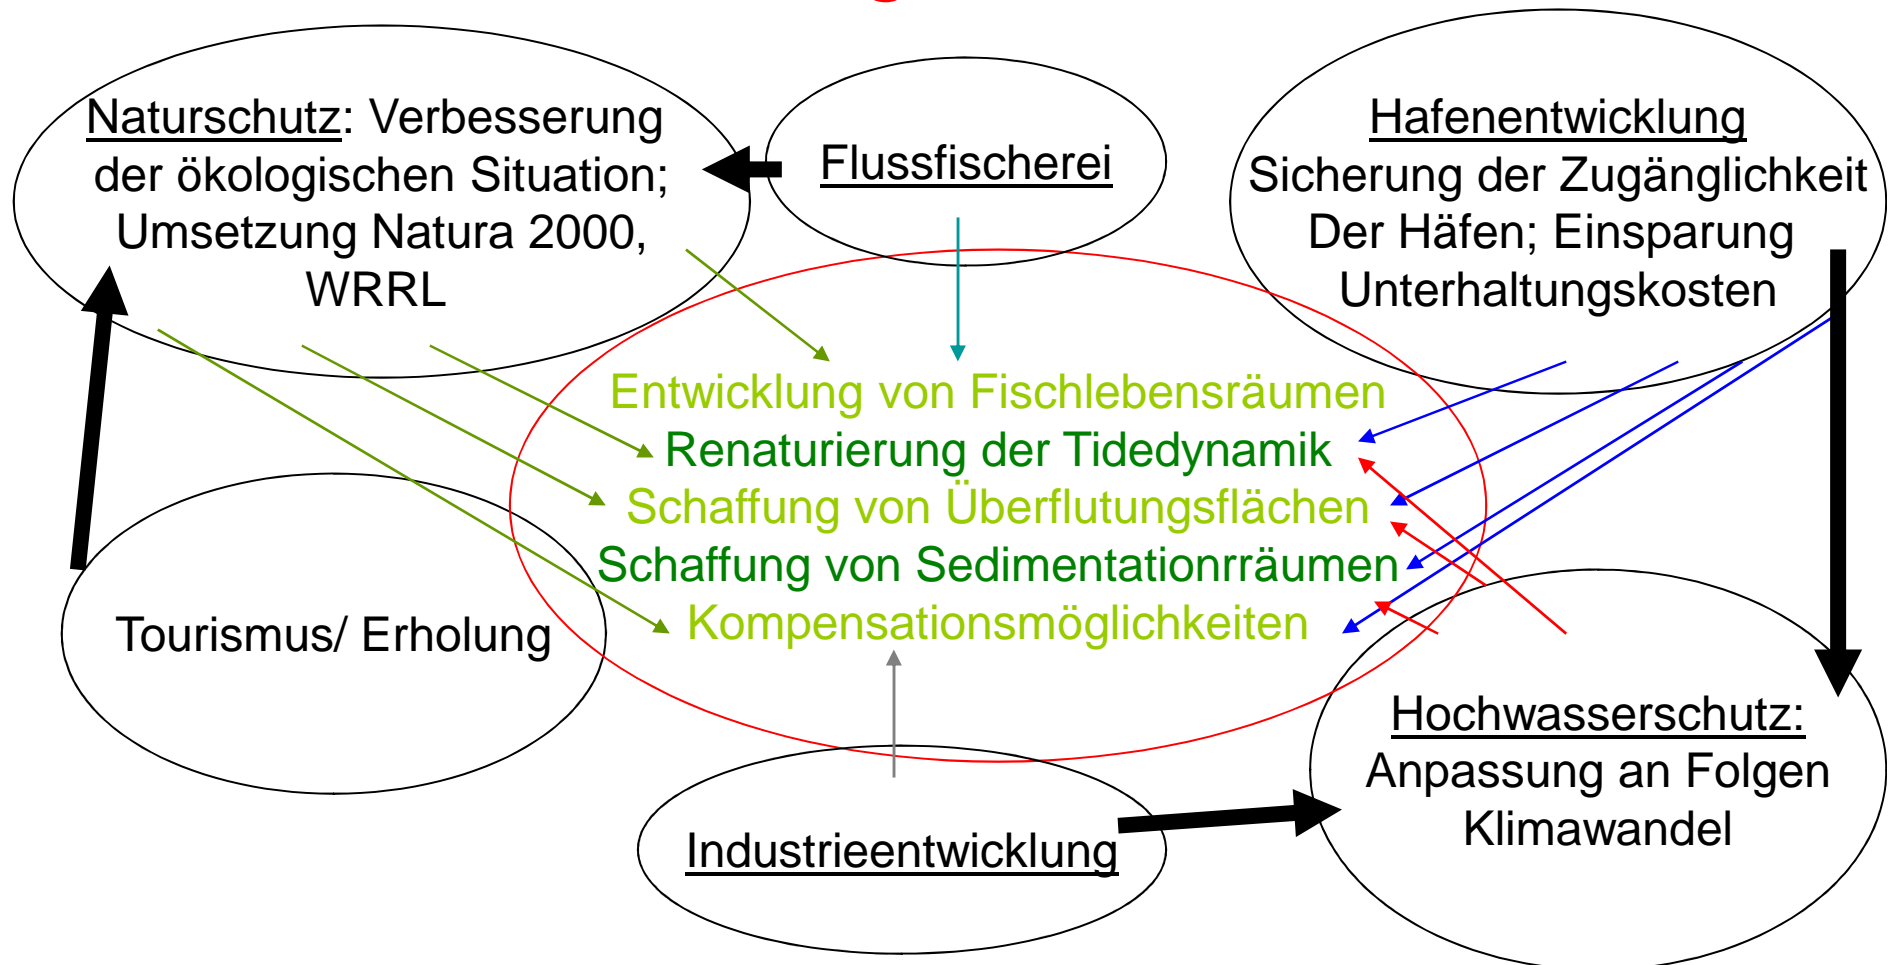 Naturschutz: Verbesserung
der ökologischen Situation;
Umsetzung Natura 2000,
WRRL
Flussfischerei
Hafenentwicklung
Sicherung der Zugänglichkeit
Der Häfen; Einsparung
Unterhaltungskosten
Entwicklung von Fischlebensräumen
Renaturierung der Tidedynamik
Schaffung von Überflutungsflächen
Schaffung von Sedimentationrräumen
Kompensationsmöglichkeiten
Tourismus/ Erholung
Industrieentwicklung
Hochwasserschutz:
Anpassung an Folgen
Klimawandel